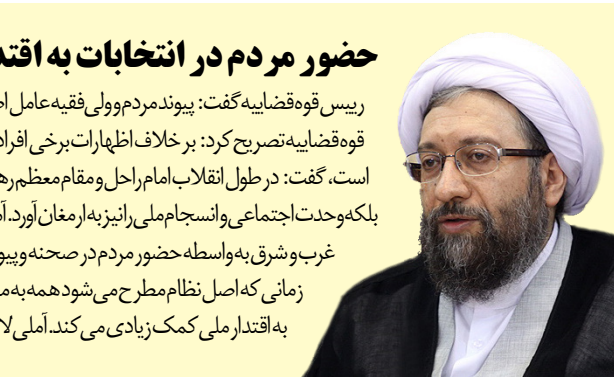 حضور مردم در انتخابات به اقتد
رییس قوه قضاییه گفت: پیوند مردم و ولی فقیه عامل اص
قوه قضاییه تصریح کرد: بر خلاف اظهارات برخی افراد
است، گفت: در طول انقلاب امام راحل و مقام معظم ره
بلکه وحدت اجتماعی و انسجام ملی را نیز به ارمغان آورد. آم
غرب و شرق به واسطه حضور مردم در صحنه و پیو
زمانی که اصل نظام مطرح می شود همه به م
به اقتدار ملی کمک زیادی می کند. آملی لا